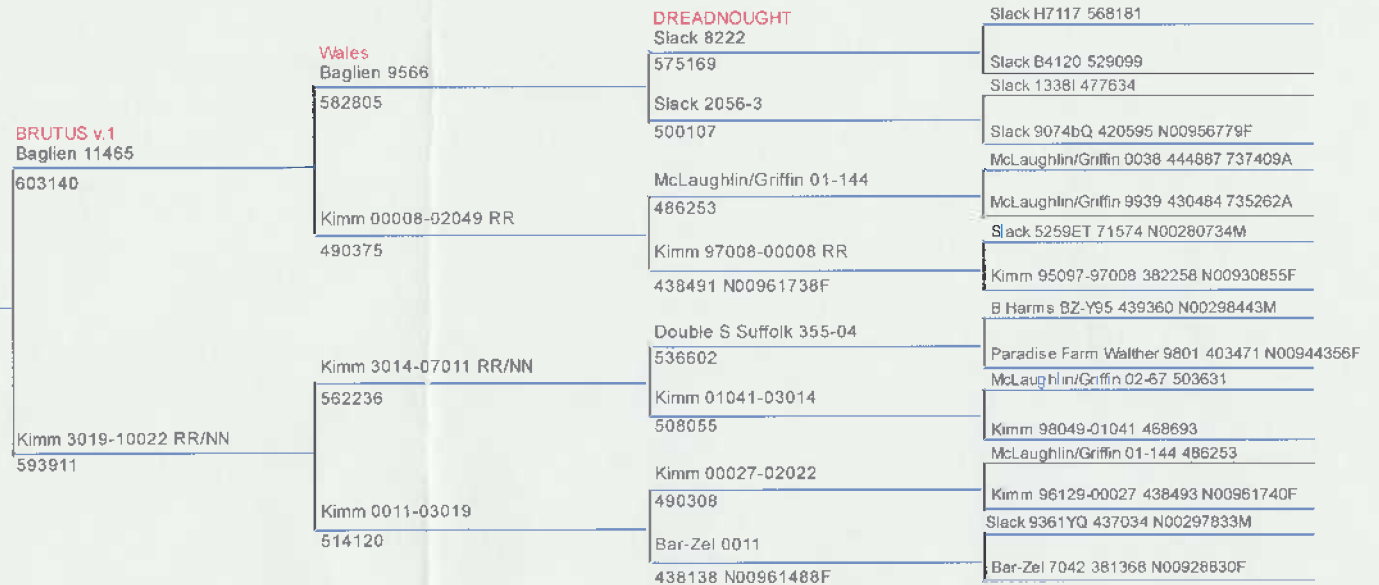 BRUTUS v.1
Baglien 11465
603140
Kimm 3019-10022 RR/NN
593911
Wales
Baglien 9566
582805
Kimm 00008-02049 RR
490375
Kimm 3014-07011 RR/NN
562236
Kimm 0011-03019
514120
DREADNOUGHT
Slack 8222
575169
Slack 2056-3
500107
McLaughlin/Griffin 01-144
486253
Kimm 97008-00008 RR
438491 N00961738F
Double S Suffolk 355-04
536602
Kimm 01041-03014
508055
Kimm 00027-02022
490308
Bar-Zel 0011
438138 N00961488F
Slack H7117 568181
Slack B4120 529099
Slack 1338I 477634
Slack 9074bQ 420595 N00956779F
McLaughlin/Griffin 0038 444887 737409A
McLaughlin/Griffin 9939 430484 735262A
Slack 5259ET 71574 N00280734M
Kimm 95097-97008 382258 N00930855F
B Harms BZ-Y95 439360 N00298443M
Paradise Farm Walther 9801 403471 N00944356F
McLaughlin/Griffin 02-67 503631
Kimm 98049-01041 468693
McLaughlin/Griffin 01-144 486253
Kimm 96129-00027 438493 N00961740F
Slack 9361YQ 437034 N00297833M
Bar-Zel 7042 381368 N00928830F